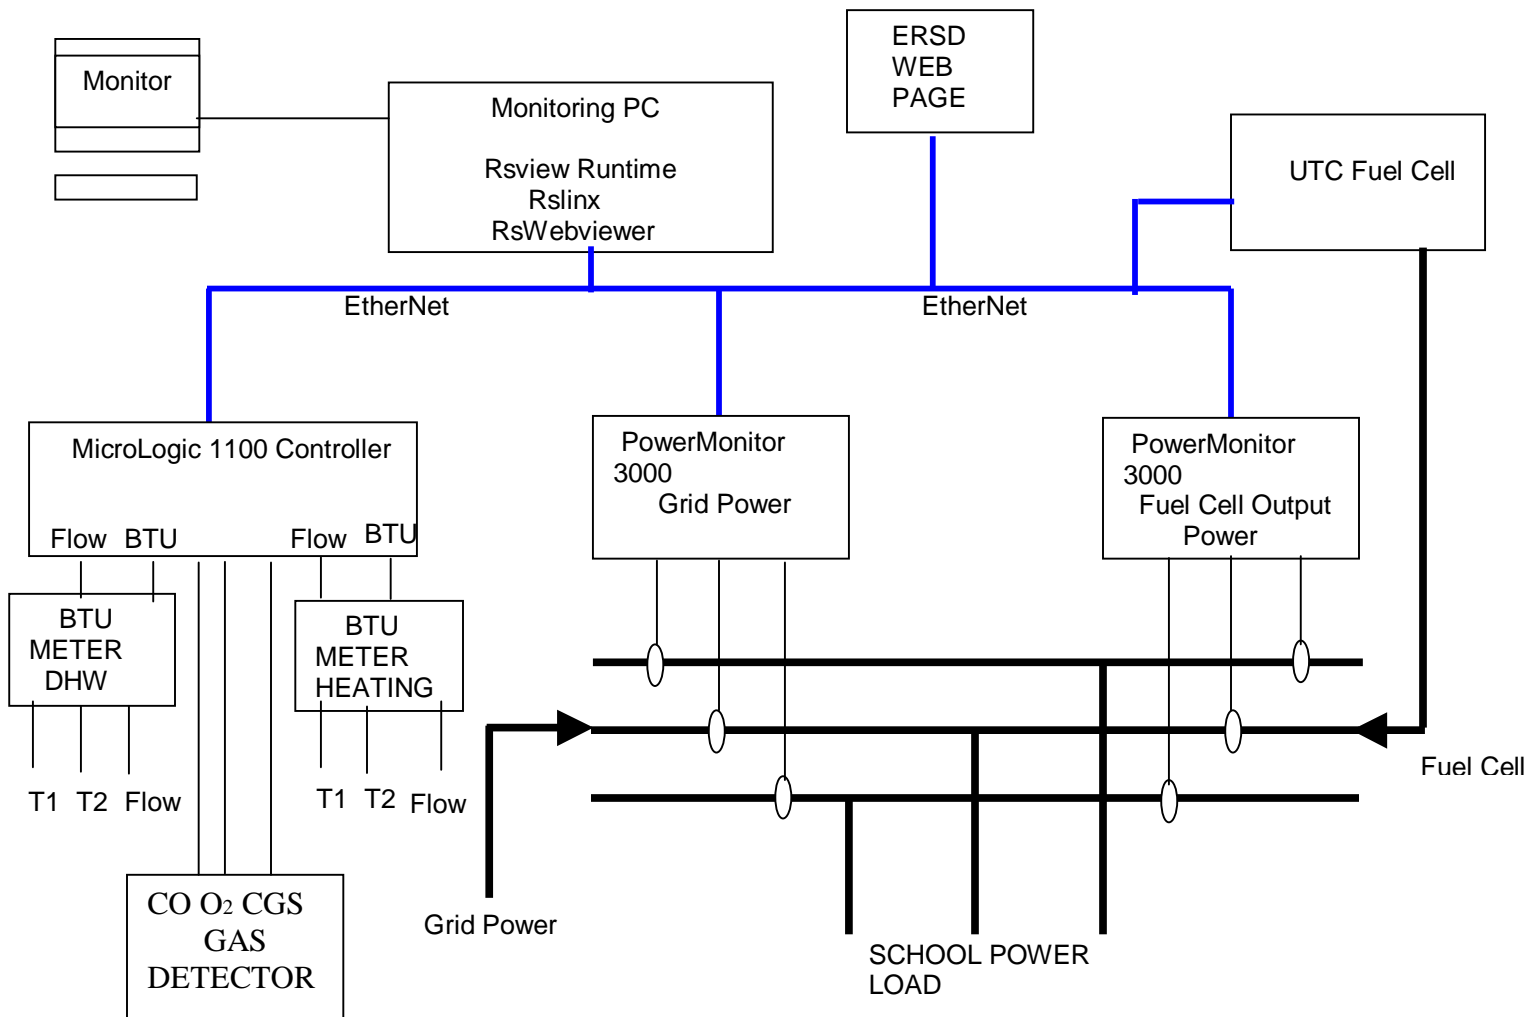 ERSD
WEB
PAGE
Monitor
Monitoring PC
Rsview Runtime
Rslinx
RsWebviewer
UTC Fuel Cell
EtherNet
EtherNet
MicroLogic 1100 Controller
Flow BTU
Flow BTU
PowerMonitor
3000
Grid Power
PowerMonitor
3000
Fuel Cell Output
Power
BTU
METER
DHW
BTU
METER
HEATING
T1 T2 Flow
T1 T2 Flow
Fuel Cell
CO O2 CGS
GAS
DETECTOR
Grid Power
SCHOOL POWER
LOAD